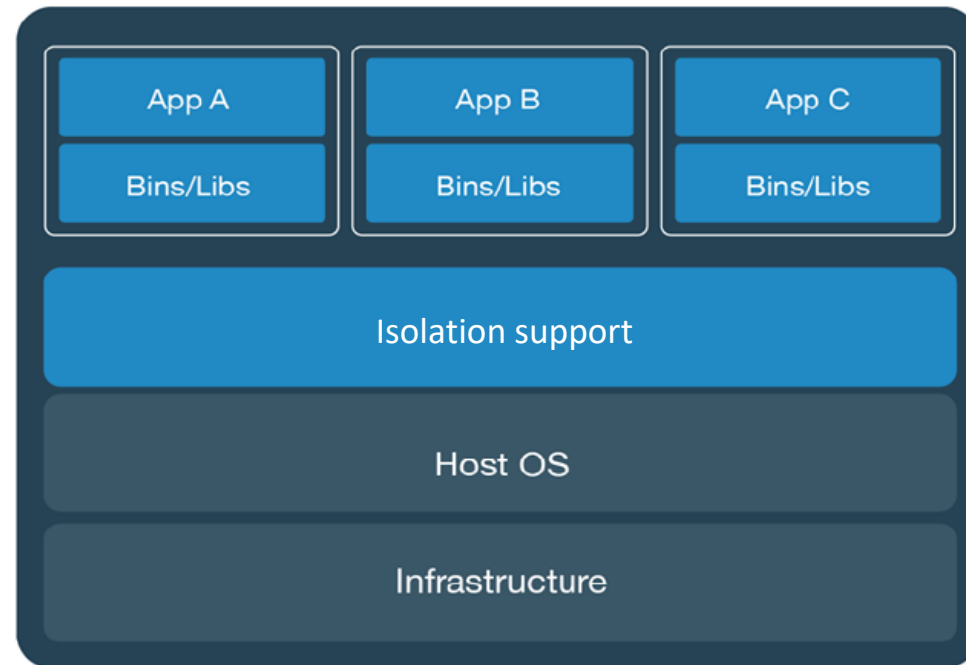 App A
App B
App C
Bins/Libs
Bins/Libs
Bins/Libs
Isolation support
Host OS
Infrastructure